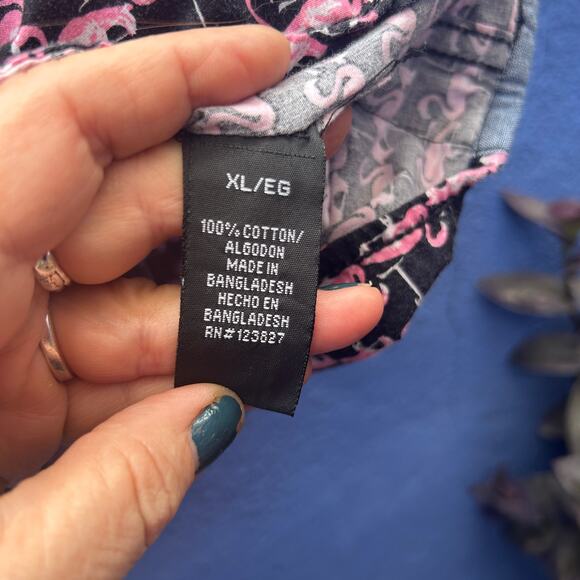 XL/EG
100% COTTON/
ALGODON
MADE IN
BANGLADESH
HECHO EN
BANGLADESH
RN#123827